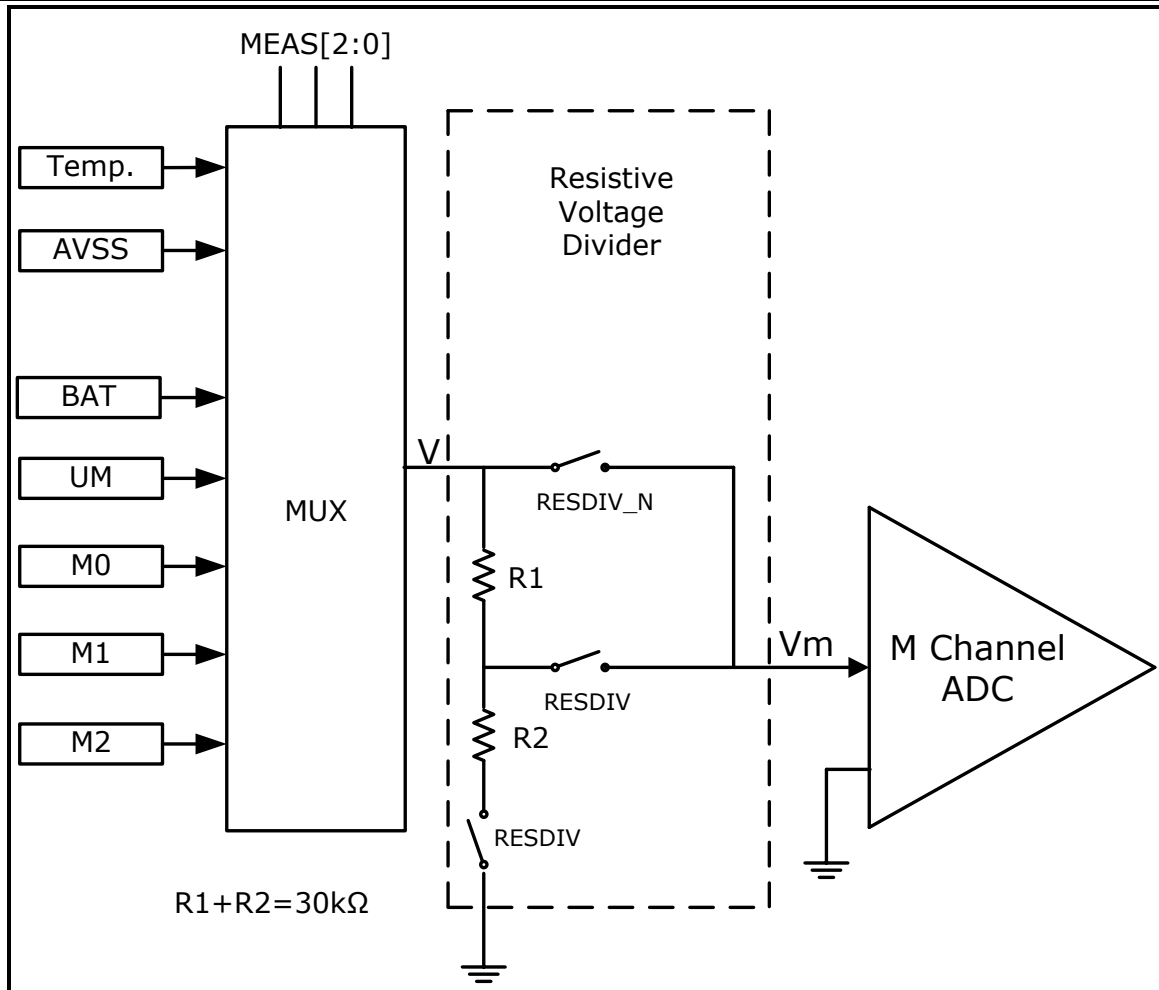 MEAS[2:0]
Temp.
AVSS
BAT
UM
M0
M1
M2
MUX
V
Resistive
Voltage
Divider
RESDIV_N
R1
RESDIV
R2
RESDIV
Vm
M Channel
ADC
R1+R2=30kΩ